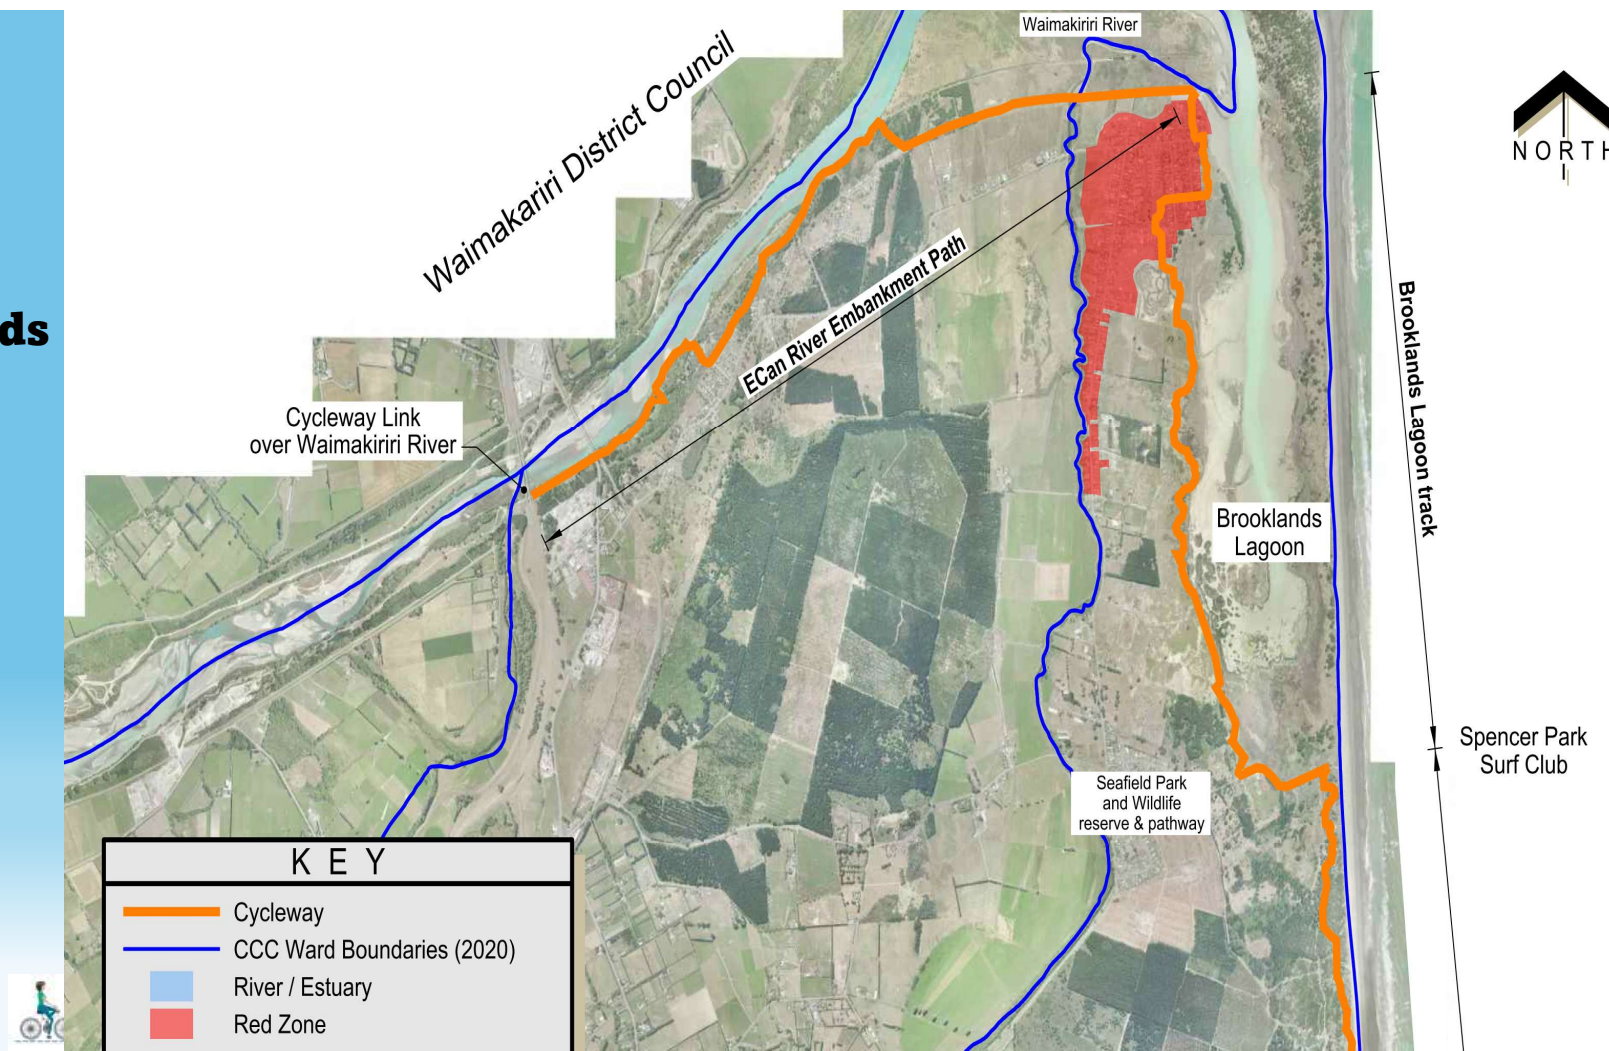 ds
Waimakiriri River
Waimakariri District Council
NORTH
ECan River Embankment Path
Cycleway Link
over Waimakiriri River
Brooklands Lagoon track
Brooklands
Lagoon
Spencer Park
Surf Club
Seafield Park
and Wildlife
reserve & pathway
KEY
Cycleway
CCC Ward Boundaries (2020)
River / Estuary
Red Zone